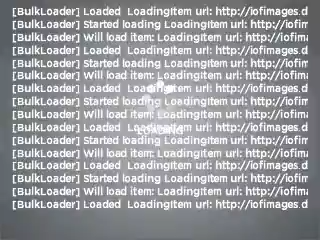 [BulkLoader] Loaded LoadingItem url: http://iofimages.d
[BulkLoader] Started loading LoadingItem url: http://iofim
[BulkLoader] Will load item: LoadingItem url: http://iofima
[BulkLoader] Loaded LoadingItem url: http://iofimages.d
[BulkLoader] Started loading LoadingItem url: http://iofim
[BulkLoader] Will load item: LoadingItem url: http://iofima
[BulkLoader] Loaded LoadingItem url: http://iofimages.d
[BulkLoader] Started loading LoadingItem url: http://iofim
[BulkLoader] Will load item: LoadingItem url: http://iofima
[BulkLoader] Loaded LoadingItem url: http://iofimages.d
LOADING
[BulkLoader] Started loading LoadingItem url: http://iofim
[BulkLoader] Will load item: LoadingItem url: http://iofima
[BulkLoader] Loaded LoadingItem url: http://iofimages.d
[BulkLoader] Started loading LoadingItem url: http://iofim
[BulkLoader] Will load item: LoadingItem url: http://iofima
[BulkLoader] Loaded LoadingItem url: http://iofimages.d